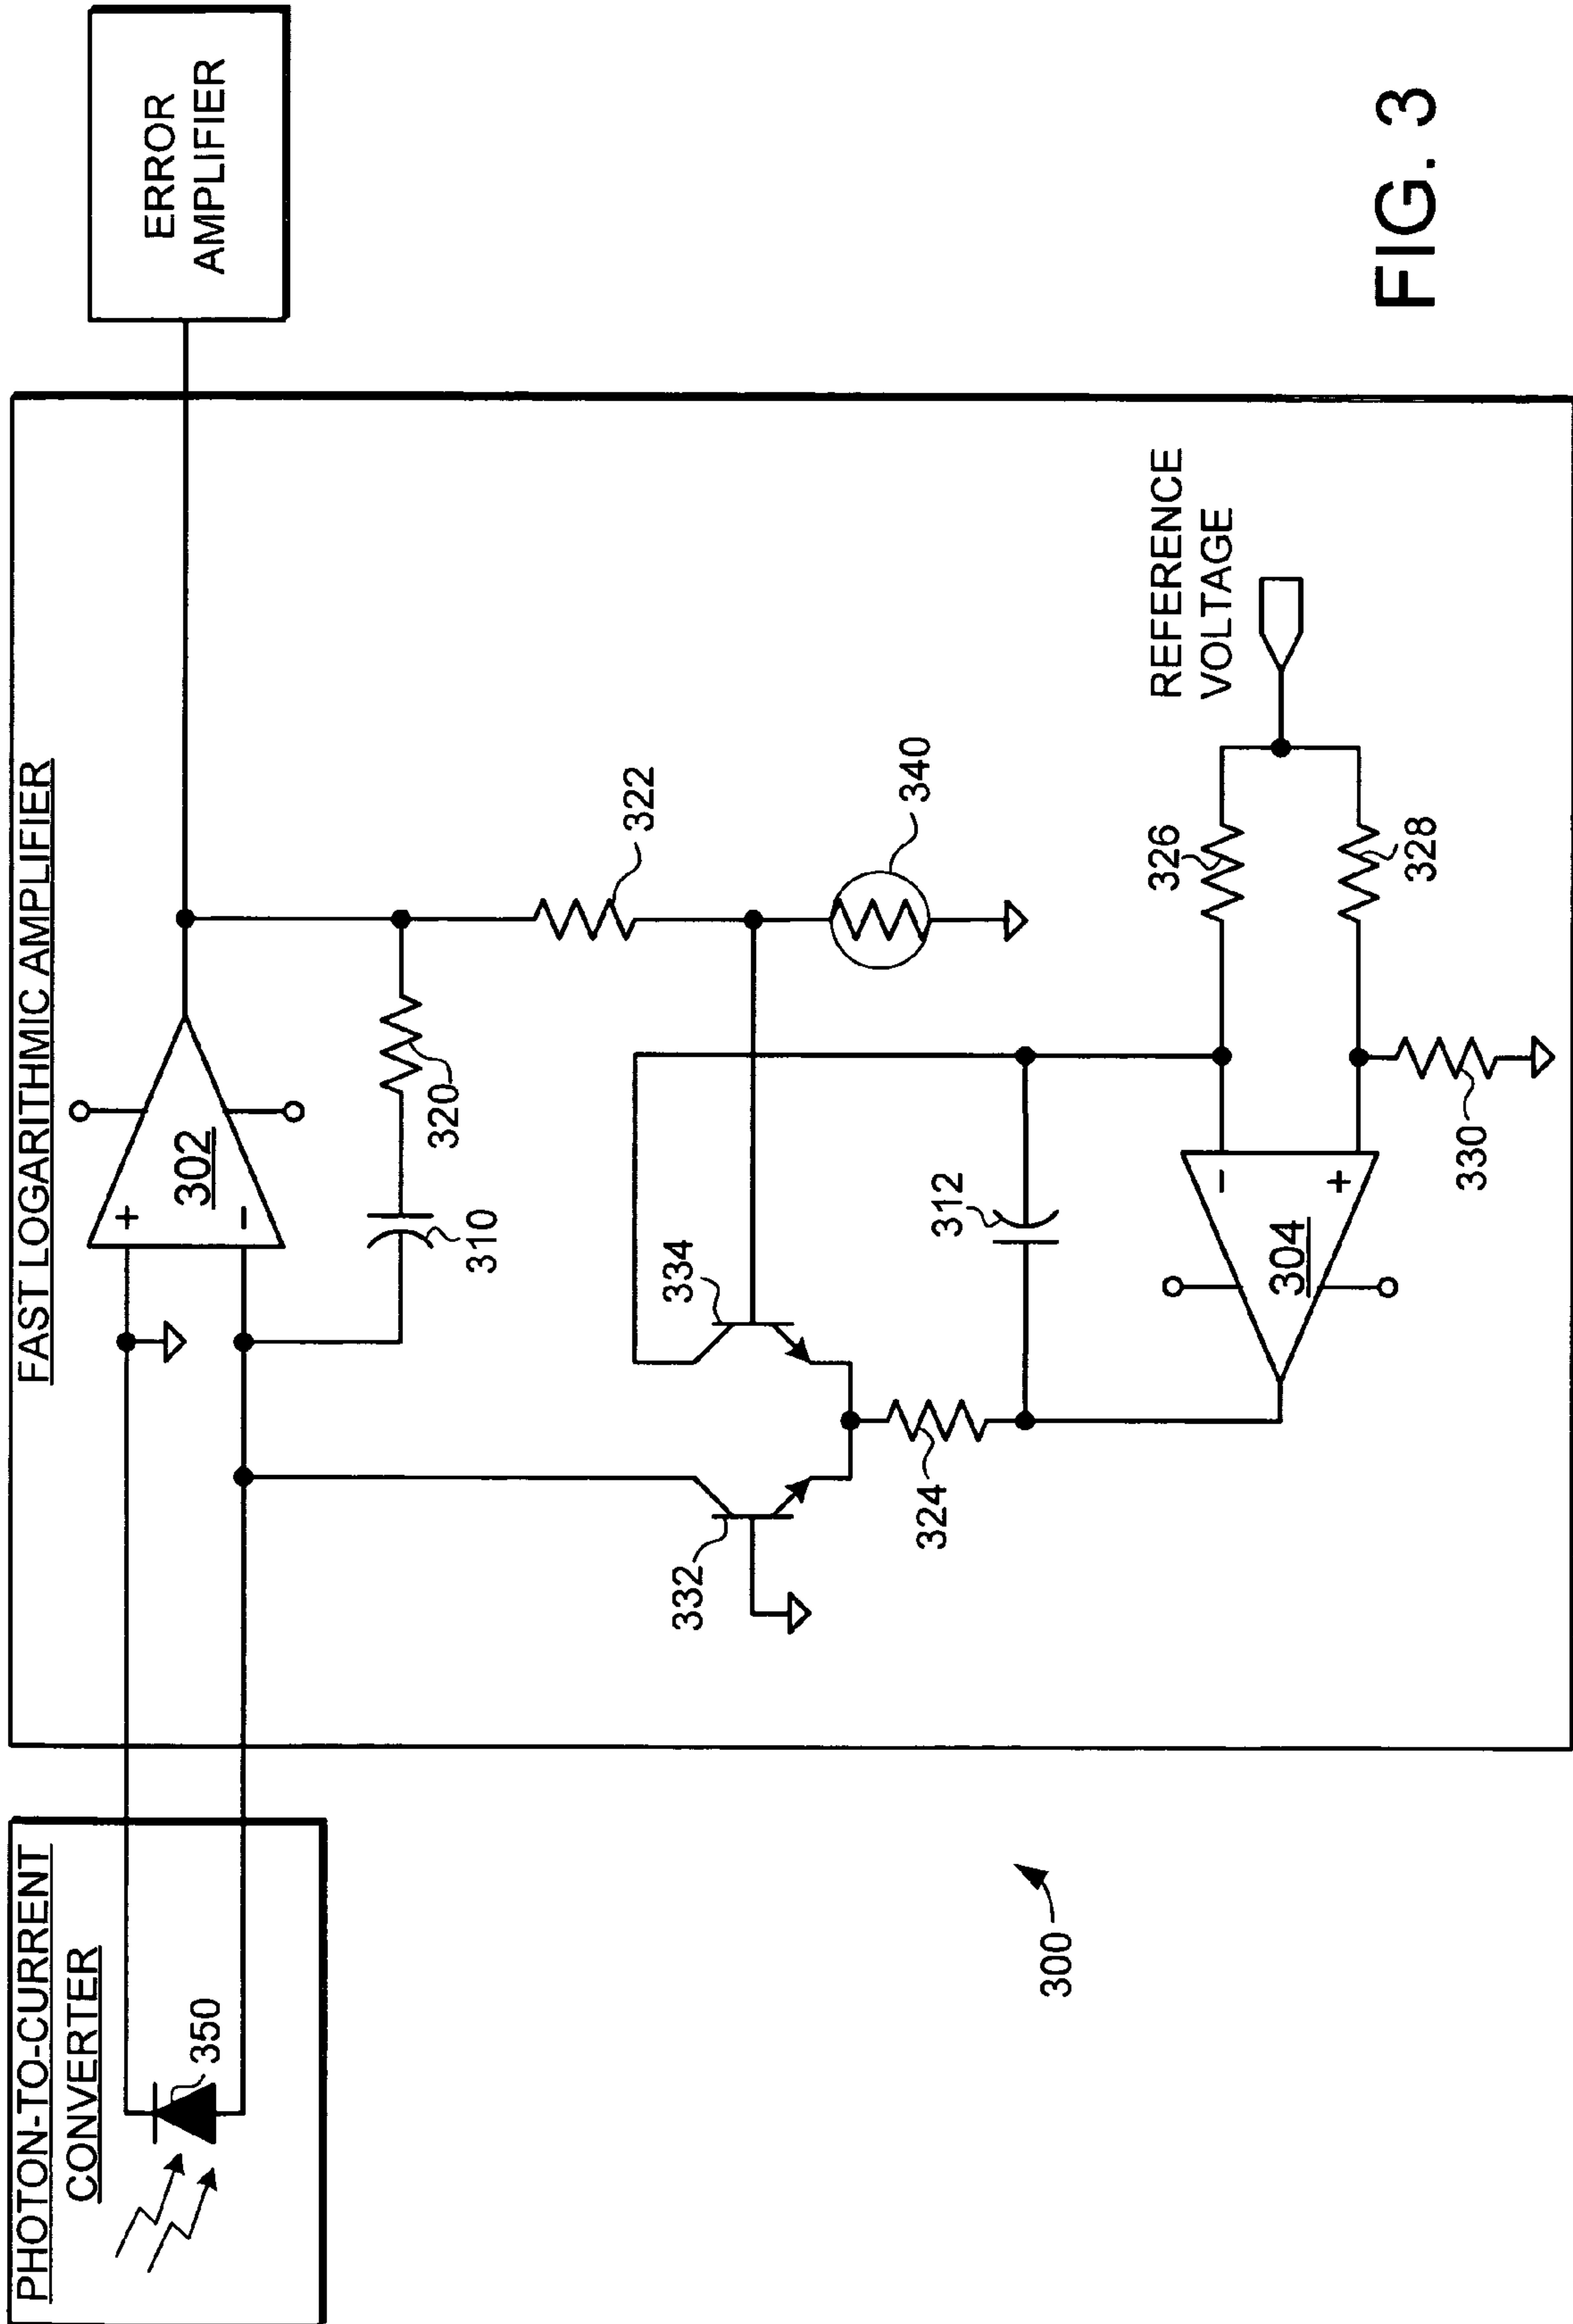 PHOTON-TO-CURRENT
CONVERTER
350
FAST LOGARITHMIC AMPLIFIER
+
-
302
310
320
322
340
332
334
324
312
304
-
+
326
328
330
REFERENCE
VOLTAGE
ERROR
AMPLIFIER
300
FIG. 3